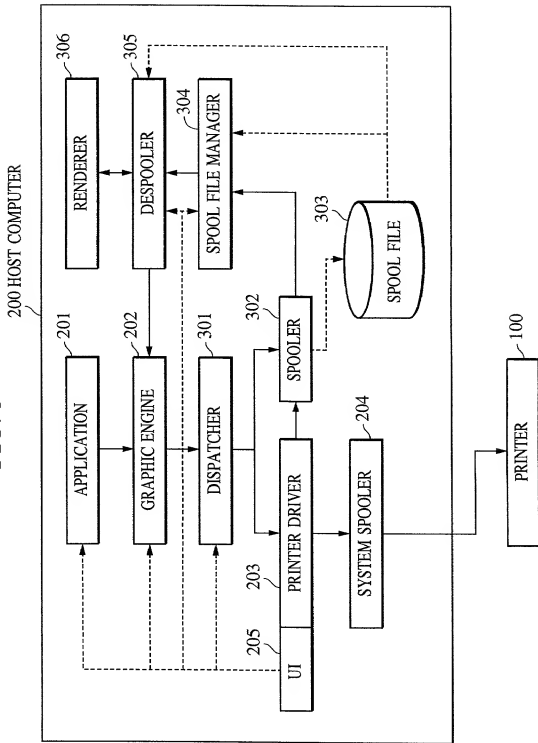 200 HOST COMPUTER
201
APPLICATION
306
RENDERER
202
GRAPHIC ENGINE
305
DESPOOLER
301
DISPATCHER
304
SPOOL FILE MANAGER
205
UI
203
PRINTER DRIVER
302
SPOOLER
204
SYSTEM SPOOLER
303
SPOOL FILE
100
PRINTER